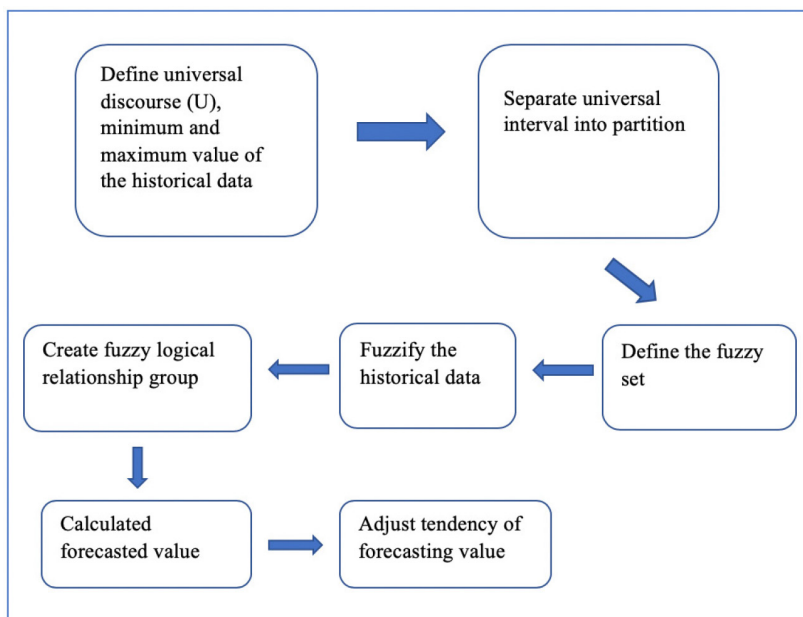 Define universal
discourse (U),
minimum and
maximum value of
the historical data
Separate universal
interval into partition
Define the fuzzy
set
Fuzzify the
historical data
Create fuzzy logical
relationship group
Calculated
forecasted value
Adjust tendency of
forecasting value